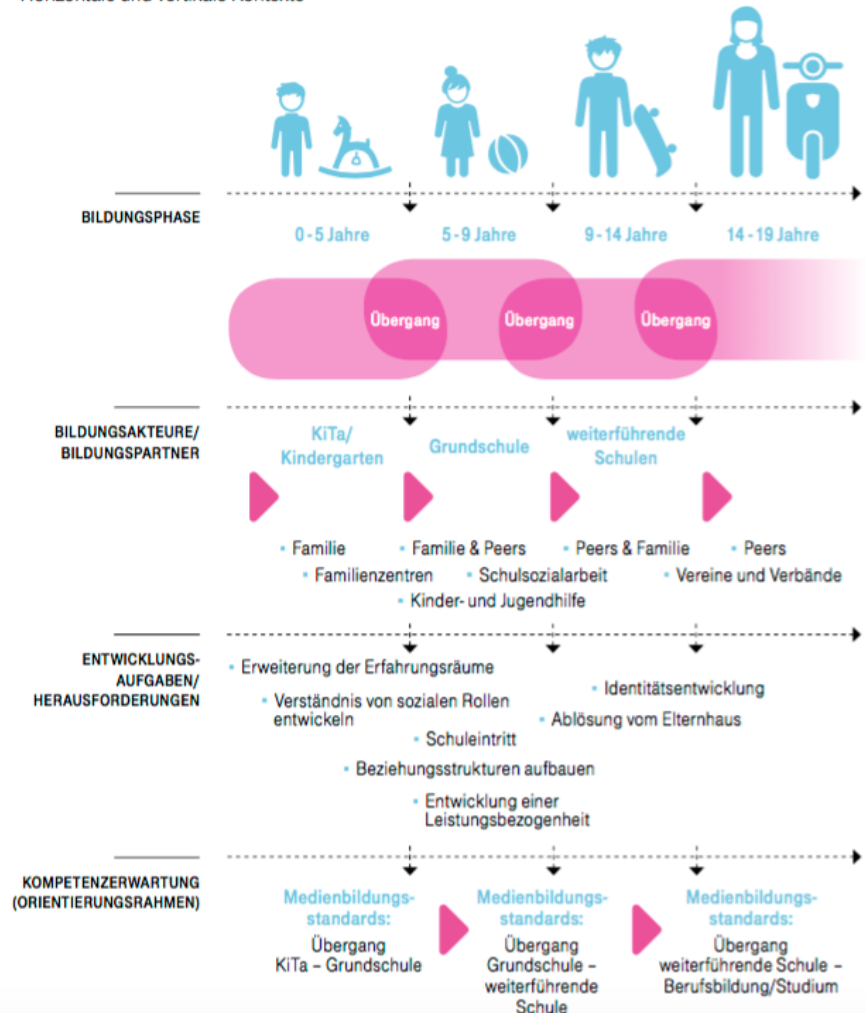 Horizontale und vertikale Kontexte
BILDUNGSPHASE
0 - 5 Jahre
5 - 9 Jahre
9 - 14 Jahre
14 - 19 Jahre
Übergang
Übergang
Übergang
BILDUNGSAKTEURE/
BILDUNGSPARTNER
KiTa/
Kindergarten
Grundschule
weiterführende
Schulen
▪ Familie
▪ Familie & Peers
▪ Peers & Familie
▪ Peers
▪ Familienzentren
▪ Schulsozialarbeit
▪ Vereine und Verbände
▪ Kinder- und Jugendhilfe
ENTWICKLUNGS-
AUFGABEN/
HERAUSFORDERUNGEN
▪ Erweiterung der Erfahrungsräume
▪ Verständnis von sozialen Rollen
entwickeln
▪ Identitätsentwicklung
▪ Ablösung vom Elternhaus
▪ Schuleintritt
▪ Beziehungsstrukturen aufbauen
▪ Entwicklung einer
Leistungsbezogenheit
KOMPETENZERWARTUNG
(ORIENTIERUNGSRAHMEN)
Medienbildungs-
standards:
Übergang
KiTa – Grundschule
Medienbildungs-
standards:
Übergang
Grundschule –
weiterführende
Schule
Medienbildungs-
standards:
Übergang
weiterführende Schule –
Berufsbildung/Studium